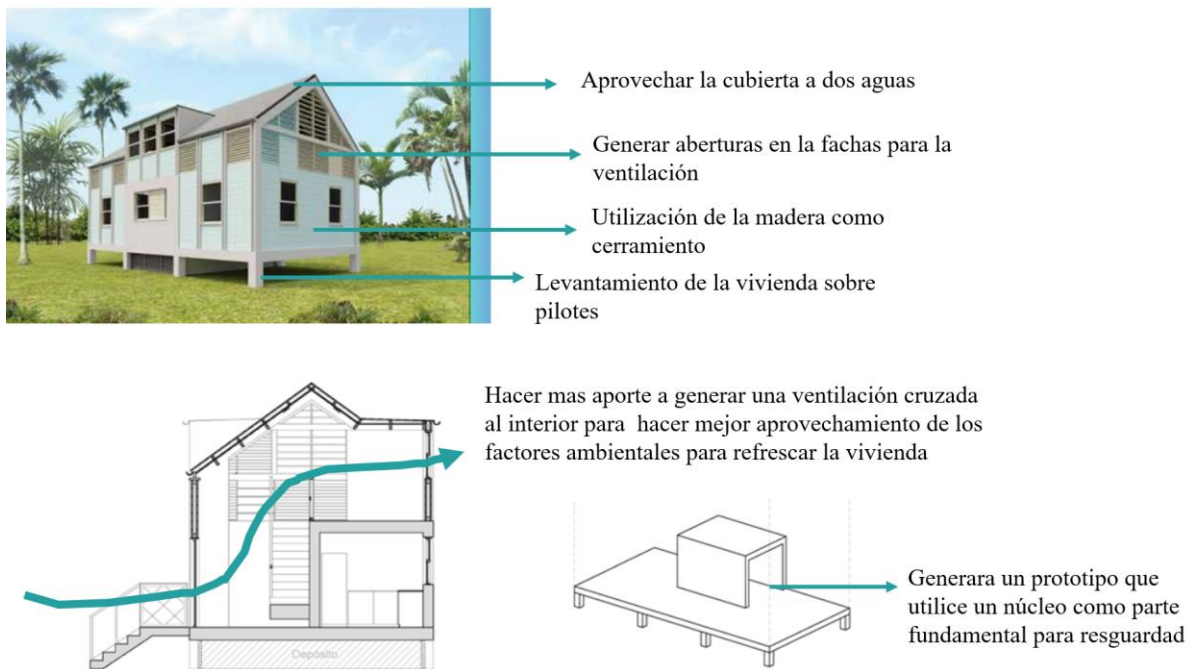 Aprovechar la cubierta a dos aguas
Generar aberturas en la fachas para la
ventilación
Utilización de la madera como
cerramiento
Levantamiento de la vivienda sobre
pilotes
Hacer mas aporte a generar una ventilación cruzada
al interior para hacer mejor aprovechamiento de los
factores ambientales para refrescar la vivienda
Generara un prototipo que
utilice un núcleo como parte
fundamental para resguardad
Depósito